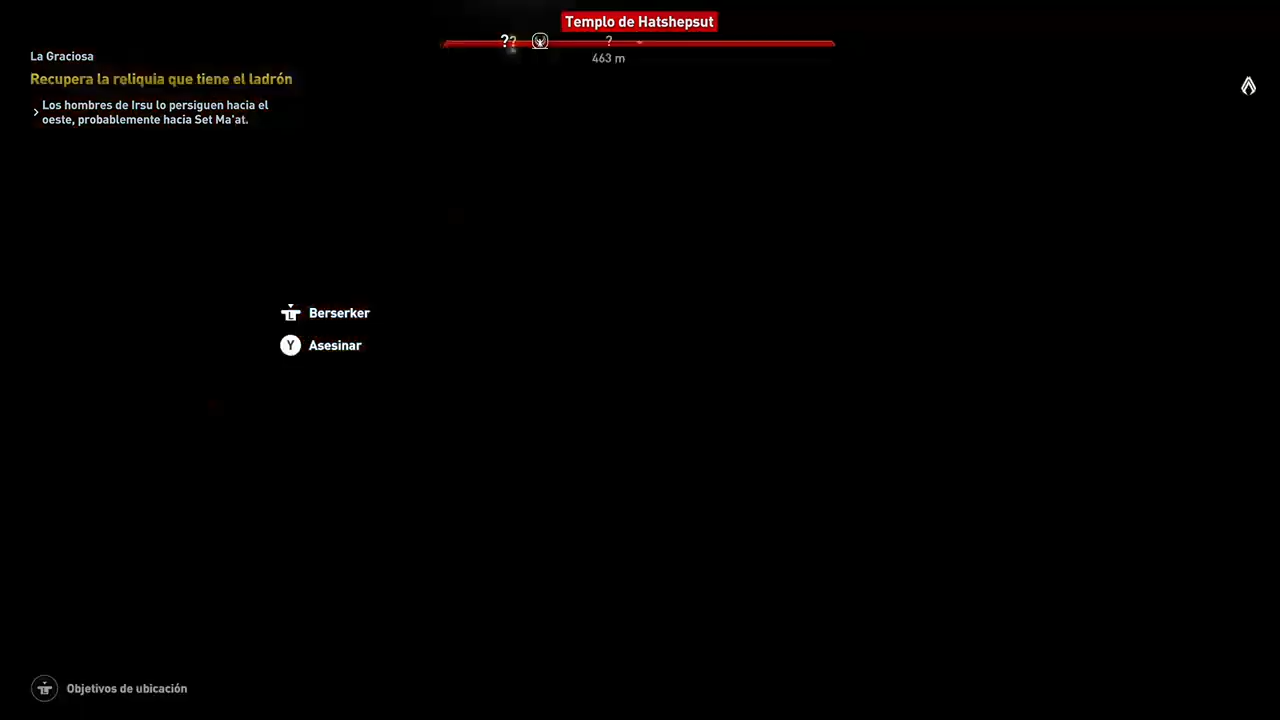 Templo de Hatshepsut
??
?
463 m
La Graciosa
Recupera la reliquia que tiene el ladrón
Los hombres de Irsu lo persiguen hacia el
oeste, probablemente hacia Set Ma'at.
L Berserker
Y Asesinar
L Objetivos de ubicación